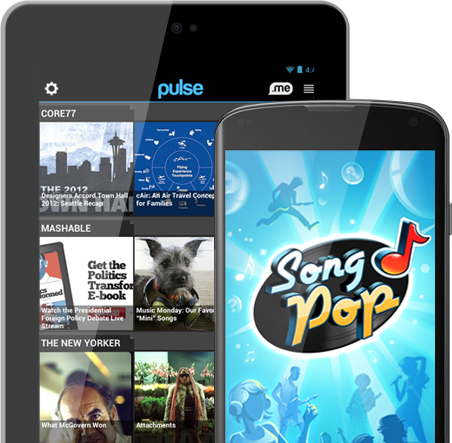 4:
pulse
.me
CORE77
THE 2012
Designers Accord Town Hall
2012: Seattle Recap
Flying
Experience
Touchpoints
cAir: An Air Travel Concept
for Families
MASHABLE
Get the
Politics
Transfor
E-book
Watch the Presidential
Foreign Policy Debate Live
Stream
Music Monday: Our Favo
"Mini" Songs
THE NEW YORKER
What McGovern Won
Attachments
Song
Pop